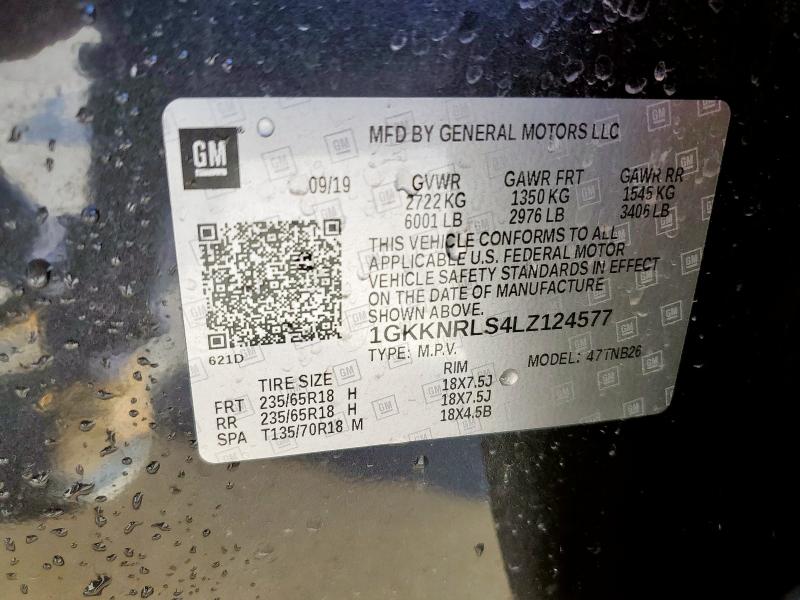 GM
MFD BY GENERAL MOTORS LLC
09/19
GVWR GAWR FRT GAWR RR
2722 KG 1350 KG 1545 KG
6001 LB 2976 LB 3406 LB
THIS VEHICLE CONFORMS TO ALL
APPLICABLE U.S. FEDERAL MOTOR
VEHICLE SAFETY STANDARDS IN EFFECT
ON THE DATE OF MANUFACTURE
SHOWN ABOVE.
1GKKNRLS4LZ124577
621D
TYPE: M.P.V. MODEL: 47TNB26
TIRE SIZE RIM
FRT 235/65R18 H 18X7.5J
RR 235/65R18 H 18X7.5J
SPA T135/70R18 M 18X4.5B